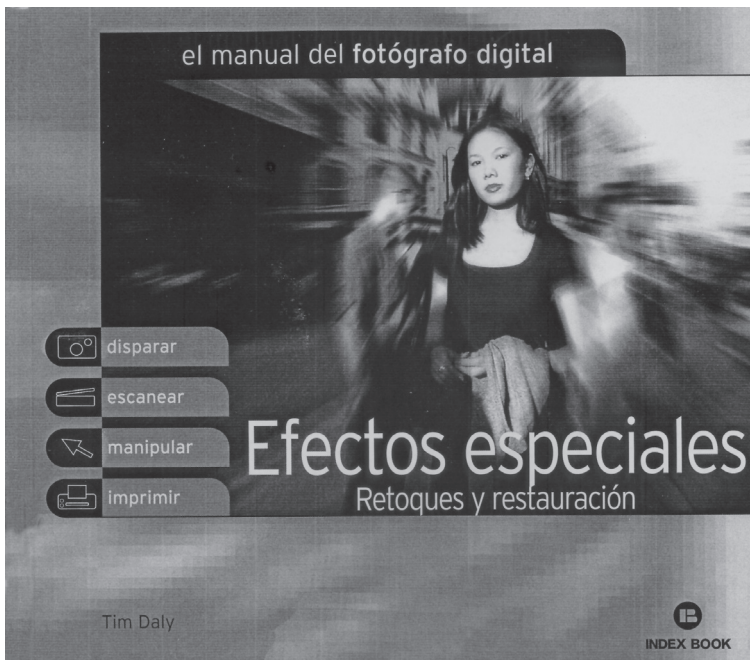 el manual del fotógrafo digital
disparar
escanear
manipular
imprimir
Efectos especiales
Retoques y restauración
Tim Daly
INDEX BOOK